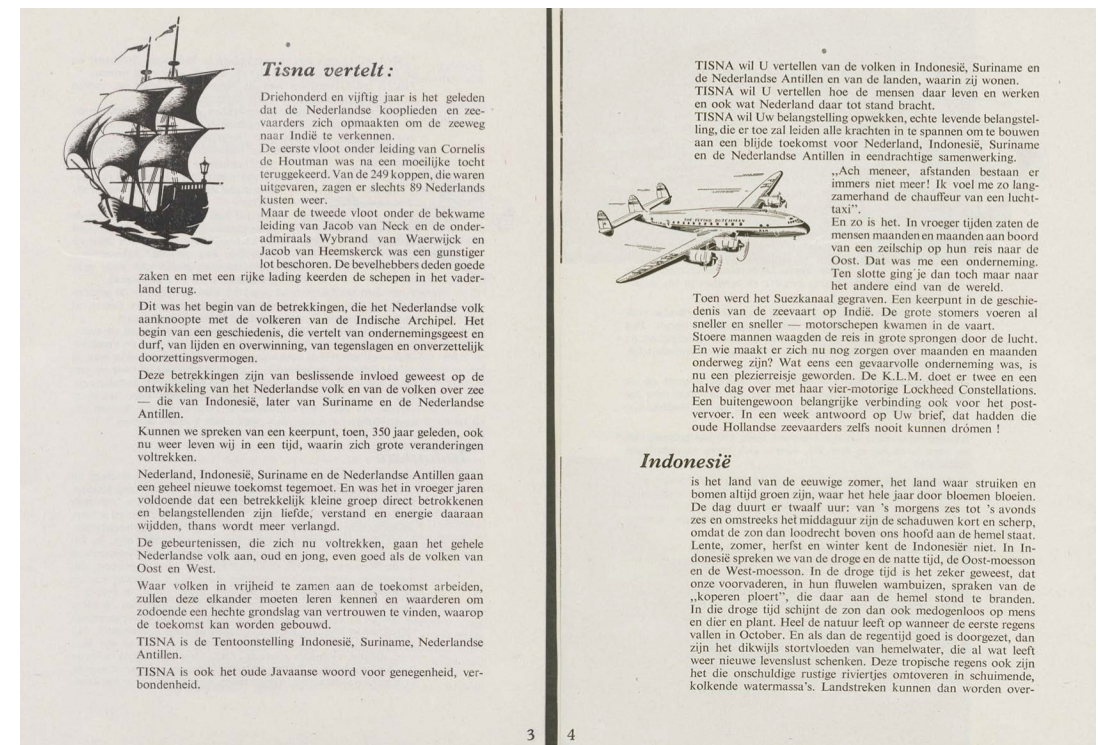 Tisna vertelt:
Driehonderd en vijftig jaar is het geleden
dat de Nederlandse kooplieden en zee-
vaarders zich opmaakten om de zeeweg
naar Indië te verkennen.
De eerste vloot onder leiding van Cornelis
de Houtman was na een moeilijke tocht
teruggekeerd. Van de 249 koppen, die waren
uitgevaren, zagen er slechts 89 Nederlands
kusten weer.
Maar de tweede vloot onder de bekwame
leiding van Jacob van Neck en de onder-
admiraals Wybrand van Waerwijck en
Jacob van Heemskerck was een gunstiger
lot beschoren. De bevelhebbers deden goede
zaken en met een rijke lading keerden de schepen in het vader-
land terug.
Dit was het begin van de betrekkingen, die het Nederlandse volk
aanknoopte met de volkeren van de Indische Archipel. Het
begin van een geschiedenis, die vertelt van ondernemingsgeest en
durf, van lijden en overwinning, van tegenslagen en onverzettelijk
doorzettingsvermogen.
Deze betrekkingen zijn van beslissende invloed geweest op de
ontwikkeling van het Nederlandse volk en van de volken over zee
— die van Indonesië, later van Suriname en de Nederlandse
Antillen.
Kunnen we spreken van een keerpunt, toen, 350 jaar geleden, ook
nu weer leven wij in een tijd, waarin zich grote veranderingen
voltrekken.
Nederland, Indonesië, Suriname en de Nederlandse Antillen gaan
een geheel nieuwe toekomst tegemoet. En was het in vroeger jaren
voldoende dat een betrekkelijk kleine groep direct betrokkenen
en belangstellenden zijn liefde, verstand en energie daaraan
wijdden, thans wordt meer verlangd.
De gebeurtenissen, die zich nu voltrekken, gaan het gehele
Nederlandse volk aan, oud en jong, even goed als de volken van
Oost en West.
Waar volken in vrijheid te zamen aan de toekomst arbeiden,
zullen deze elkander moeten leren kennen en waarderen om
zodoende een hechte grondslag van vertrouwen te vinden, waarop
de toekomst kan worden gebouwd.
TISNA is de Tentoonstelling Indonesië, Suriname, Nederlandse
Antillen.
TISNA is ook het oude Javaanse woord voor genegenheid, ver-
bondenheid.
3
TISNA wil U vertellen van de volken in Indonesië, Suriname en
de Nederlandse Antillen en van de landen, waarin zij wonen.
TISNA wil U vertellen hoe de mensen daar leven en werken
en ook wat Nederland daar tot stand bracht.
TISNA wil Uw belangstelling opwekken, echte levende belangstel-
ling, die er toe zal leiden alle krachten in te spannen om te bouwen
aan een blijde toekomst voor Nederland, Indonesië, Suriname
en de Nederlandse Antillen in eendrachtige samenwerking.
„Ach meneer, afstanden bestaan er
immers niet meer! Ik voel me zo lang-
zamerhand de chauffeur van een lucht-
taxi”.
En zo is het. In vroeger tijden zaten de
mensen maanden en maanden aan boord
van een zeilschip op hun reis naar de
Oost. Dat was me een onderneming.
Ten slotte ging je dan toch maar naar
het andere eind van de wereld.
Toen werd het Suezkanaal gegraven. Een keerpunt in de geschie-
denis van de zeevaart op Indië. De grote stomers voeren al
sneller en sneller — motorschepen kwamen in de vaart.
Stoere mannen waagden de reis in grote sprongen door de lucht.
En wie maakt er zich nu nog zorgen over maanden en maanden
onderweg zijn? Wat eens een gevaarvolle onderneming was, is
nu een plezierreisje geworden. De K.L.M. doet er twee en een
halve dag over met haar vier-motorige Lockheed Constellations.
Een buitengewoon belangrijke verbinding ook voor het post-
vervoer. In een week antwoord op Uw brief, dat hadden die
oude Hollandse zeevaarders zelfs nooit kunnen drómen !
Indonesië
is het land van de eeuwige zomer, het land waar struiken en
bomen altijd groen zijn, waar het hele jaar door bloemen bloeien.
De dag duurt er twaalf uur: van 's morgens zes tot 's avonds
zes en omstreeks het middaguur zijn de schaduwen kort en scherp,
omdat de zon dan loodrecht boven ons hoofd aan de hemel staat.
Lente, zomer, herfst en winter kent de Indonesiër niet. In In-
donesië spreken we van de droge en de natte tijd, de Oost-moesson
en de West-moesson. In de droge tijd is het zeker geweest, dat
onze voorvaderen, in hun fluwelen wambuizen, spraken van de
„koperen ploert”, die daar aan de hemel stond te branden.
In die droge tijd schijnt de zon dan ook medogenloos op mens
en dier en plant. Heel de natuur leeft op wanneer de eerste regens
vallen in October. En als dan de regentijd goed is doorgezet, dan
zijn het dikwijls stortvloeden van hemelwater, die al wat leeft
weer nieuwe levenslust schenken. Deze tropische regens ook zijn
het die onschuldige rustige riviertjes omtoveren in schuimende,
kolkende watermassa's. Landstreken kunnen dan worden over-
4